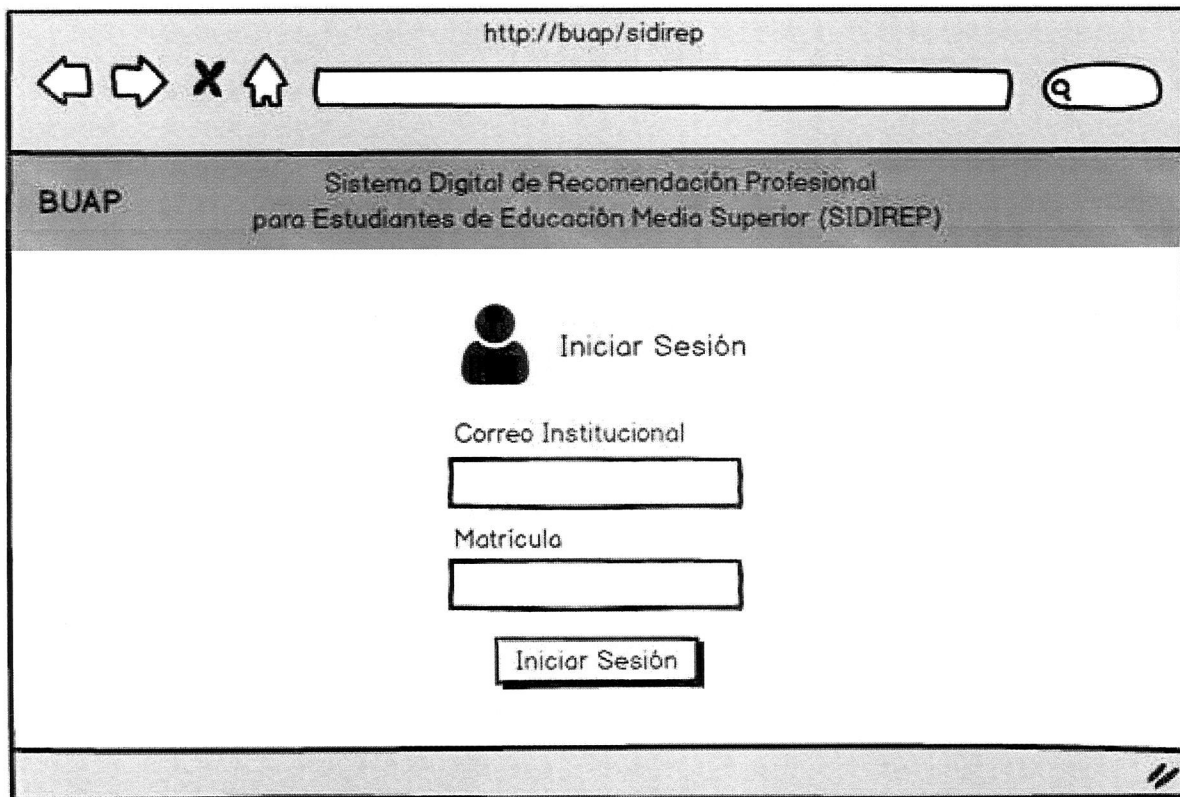 http://buap/sidirep
BUAP
Sistema Digital de Recomendación Profesional
para Estudiantes de Educación Media Superior (SIDIREP)
Iniciar Sesión
Correo Institucional
Matrícula
Iniciar Sesión